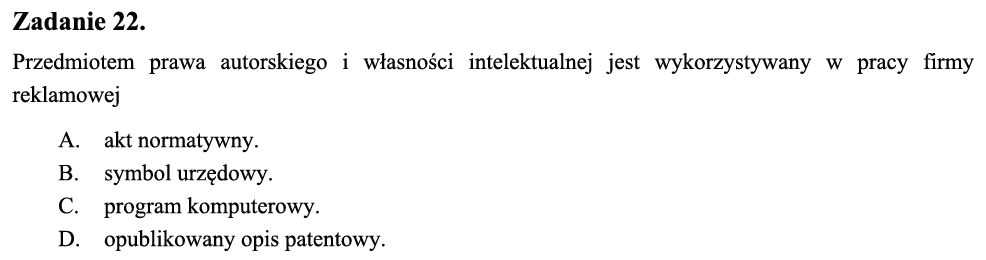 Zadanie 22.
Przedmiotem prawa autorskiego i własności intelektualnej jest wykorzystywany w pracy firmy
reklamowej
A. akt normatywny.
B. symbol urzędowy.
C. program komputerowy.
D. opublikowany opis patentowy.